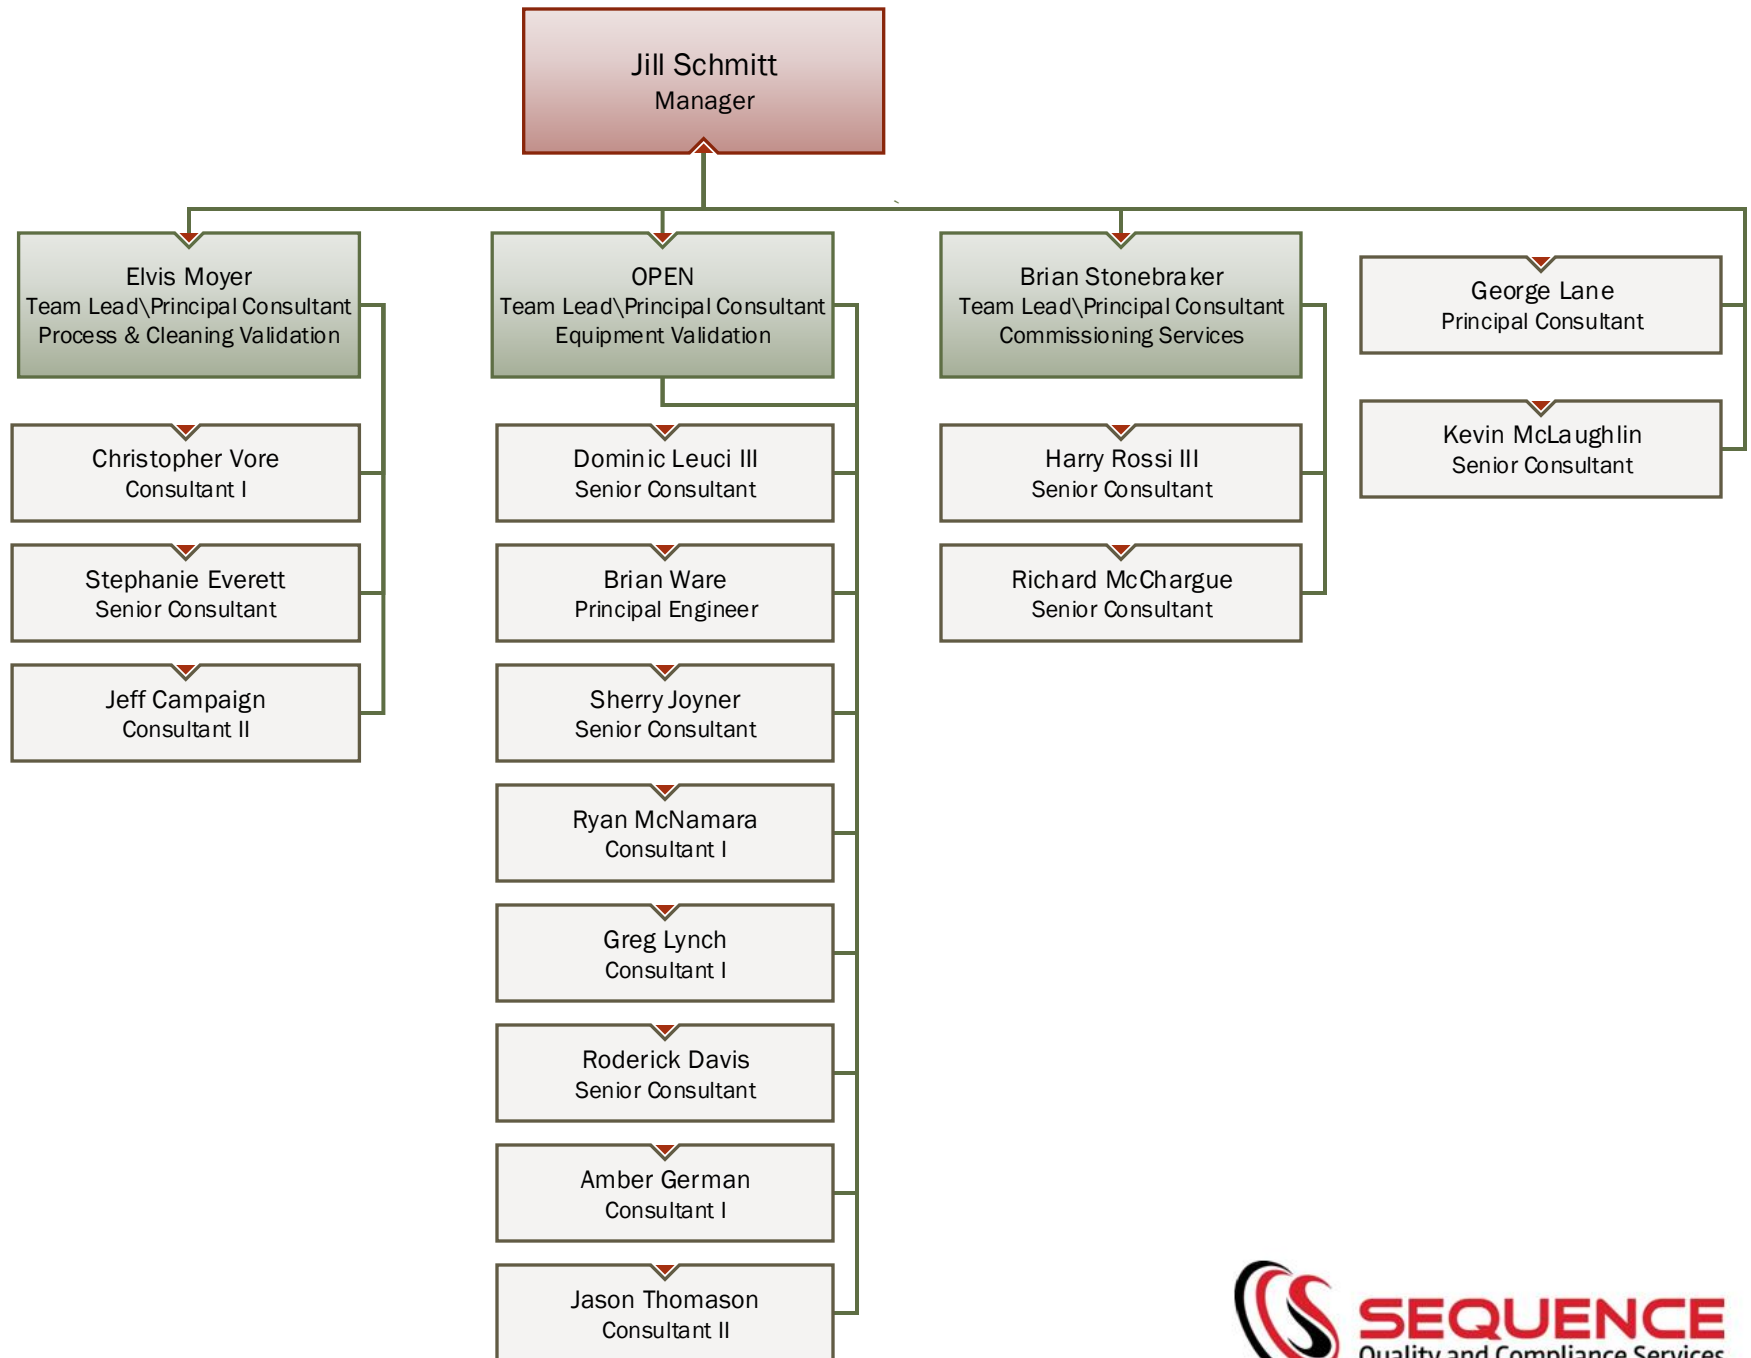 Jill Schmitt
Manager
Elvis Moyer
Team Lead\Principal Consultant
Process & Cleaning Validation
OPEN
Team Lead\Principal Consultant
Equipment Validation
Brian Stonebraker
Team Lead\Principal Consultant
Commissioning Services
George Lane
Principal Consultant
Kevin McLaughlin
Senior Consultant
Christopher Vore
Consultant I
Stephanie Everett
Senior Consultant
Jeff Campaign
Consultant II
Dominic Leuci III
Senior Consultant
Brian Ware
Principal Engineer
Sherry Joyner
Senior Consultant
Ryan McNamara
Consultant I
Greg Lynch
Consultant I
Roderick Davis
Senior Consultant
Amber German
Consultant I
Jason Thomason
Consultant II
Harry Rossi III
Senior Consultant
Richard McChargue
Senior Consultant
SEQUENCE
Quality and Compliance Services